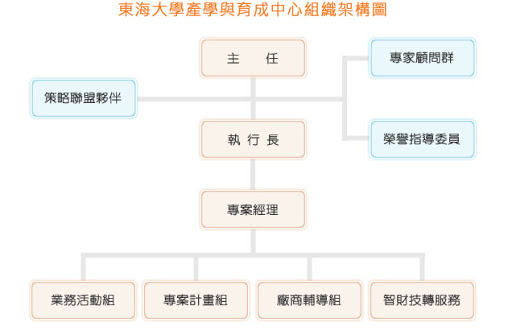 東海大學產學與育成中心組織架構圖
主 任
專家顧問群
策略聯盟夥伴
執 行 長
榮譽指導委員
專案經理
業務活動組
專案計畫組
廠商輔導組
智財技轉服務